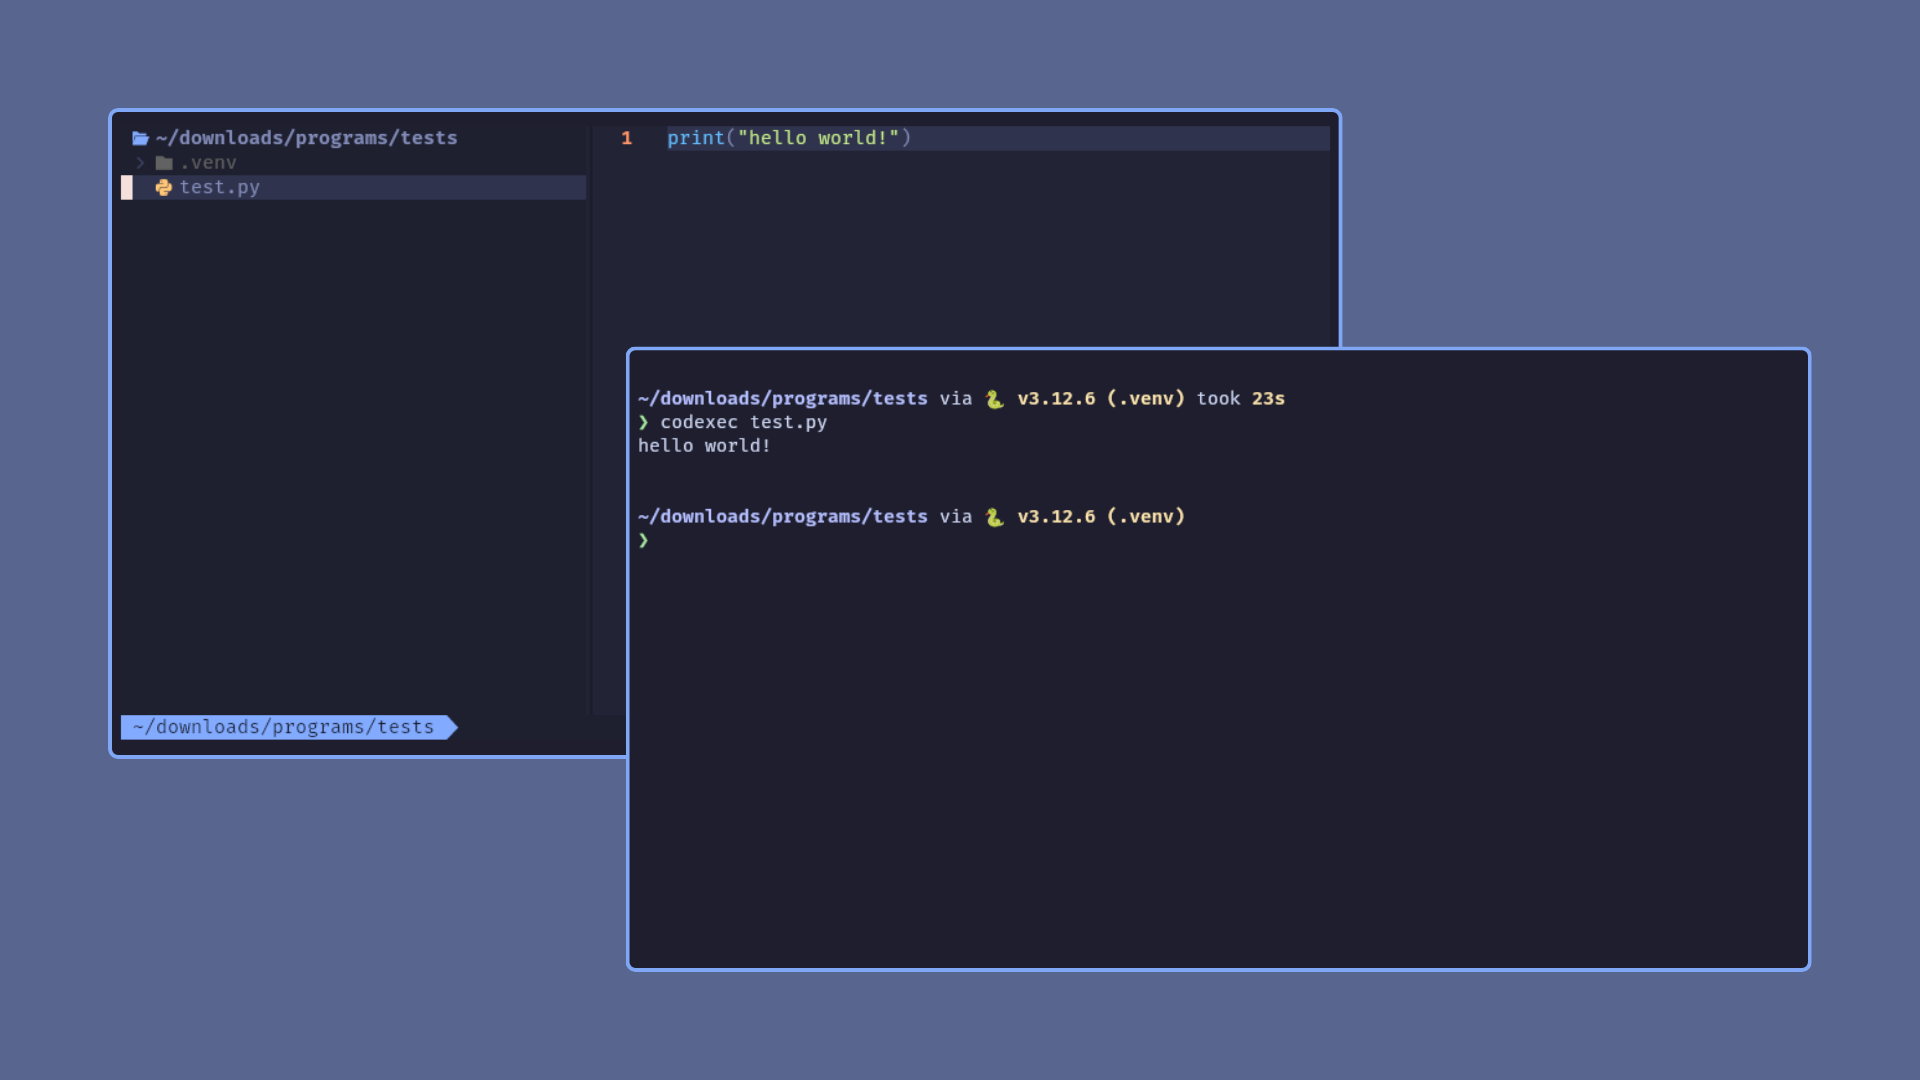 ~/downloads/programs/tests
> .venv
test.py
1 print("hello world!")
~/downloads/programs/tests
~/downloads/programs/tests via 🐍 v3.12.6 (.venv) took 23s
❯ codexec test.py
hello world!
~/downloads/programs/tests via 🐍 v3.12.6 (.venv)
❯